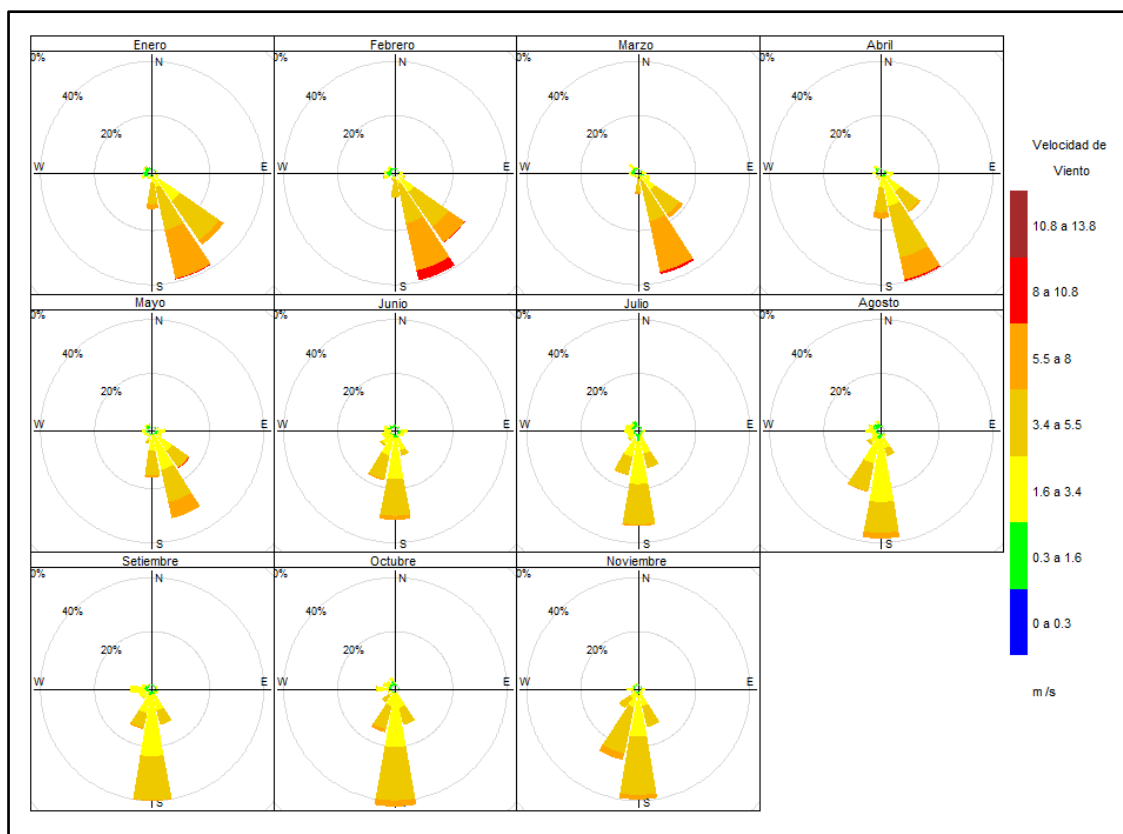 Enero
0%
N
40%
20%
W
E
S
Febrero
0%
N
40%
20%
W
E
S
Marzo
0%
N
40%
20%
W
E
S
Abril
0%
N
40%
20%
W
E
S
Mayo
0%
N
40%
20%
W
E
S
Junio
0%
N
40%
20%
W
E
S
Julio
0%
N
40%
20%
W
E
S
Agosto
0%
N
40%
20%
W
E
S
Setiembre
0%
N
40%
20%
W
E
S
Octubre
0%
N
40%
20%
W
E
S
Noviembre
0%
N
40%
20%
W
E
S
Velocidad de
Viento
10.8 a 13.8
8 a 10.8
5.5 a 8
3.4 a 5.5
1.6 a 3.4
0.3 a 1.6
0 a 0.3
m /s